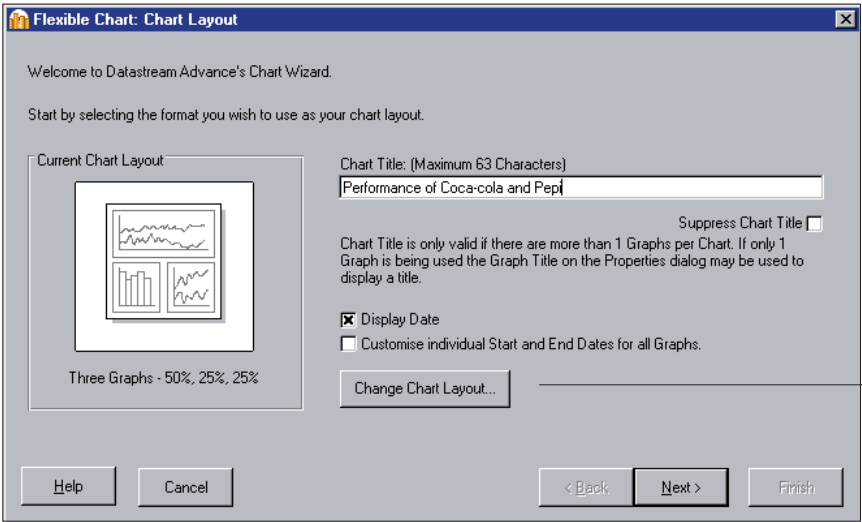 Flexible Chart: Chart Layout
Welcome to Datastream Advance's Chart Wizard.
Start by selecting the format you wish to use as your chart layout.
Current Chart Layout
Three Graphs - 50%, 25%, 25%
Chart Title: (Maximum 63 Characters)
Performance of Coca-cola and Pepi
Suppress Chart Title
Chart Title is only valid if there are more than 1 Graphs per Chart. If only 1
Graph is being used the Graph Title on the Properties dialog may be used to
display a title.
Display Date
Customise individual Start and End Dates for all Graphs.
Change Chart Layout...
Help
Cancel
< Back
Next >
Finish